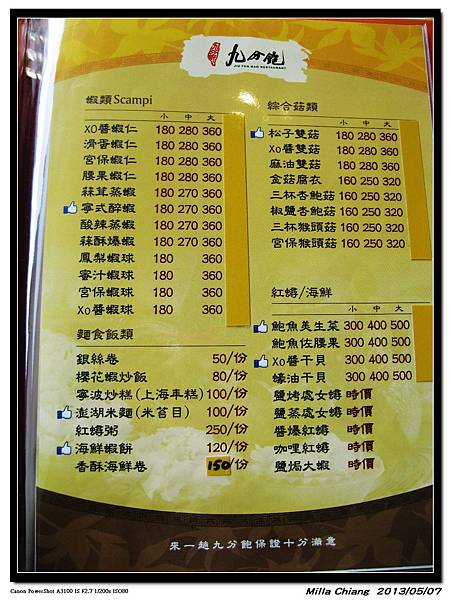 九分飽
JIU FEN BAO RESTAURANT
蝦類 Scampi
小 中 大
XO醬蝦仁 180 280 360
滑蛋蝦仁 180 280 360
宮保蝦仁 180 280 360
腰果蝦仁 180 280 360
蒜茸蒸蝦 180 270 360
寧式醉蝦 180 270 360
酸辣蒸蝦 180 270 360
蒜酥爆蝦 180 270 360
鳳梨蝦球 180 360
蜜汁蝦球 180 360
宮保蝦球 180 360
XO醬蝦球 180 360
麵食飯類
銀絲卷 50/份
櫻花蝦炒飯 80/份
寧波炒糕(上海年糕) 100/份
澎湖米麵(米苔目) 100/份
紅蟳粥 250/份
海鮮蝦餅 120/份
香酥海鮮卷 150/份
綜合菇類
小 中 大
松子雙菇 180 280 360
XO醬雙菇 180 280 360
麻油雙菇 180 280 360
金菇腐衣 160 250 320
三杯杏鮑菇 160 250 320
椒鹽杏鮑菇 160 250 320
三杯猴頭菇 160 250 320
宮保猴頭菇 160 250 320
紅蟳/海鮮
小 中 大
鮑魚美生菜 300 400 500
鮑魚佐腰果 300 400 500
XO醬干貝 300 400 500
蠔油干貝 300 400 500
鹽烤處女蟳 時價
鹽蒸處女蟳 時價
醬爆紅蟳 時價
咖哩紅蟳 時價
鹽焗大蝦 時價
來一趟九分飽保證十分滿意
Canon PowerShot A3100 IS F2.7 1/200s ISO80
Milla Chiang 2013/05/07